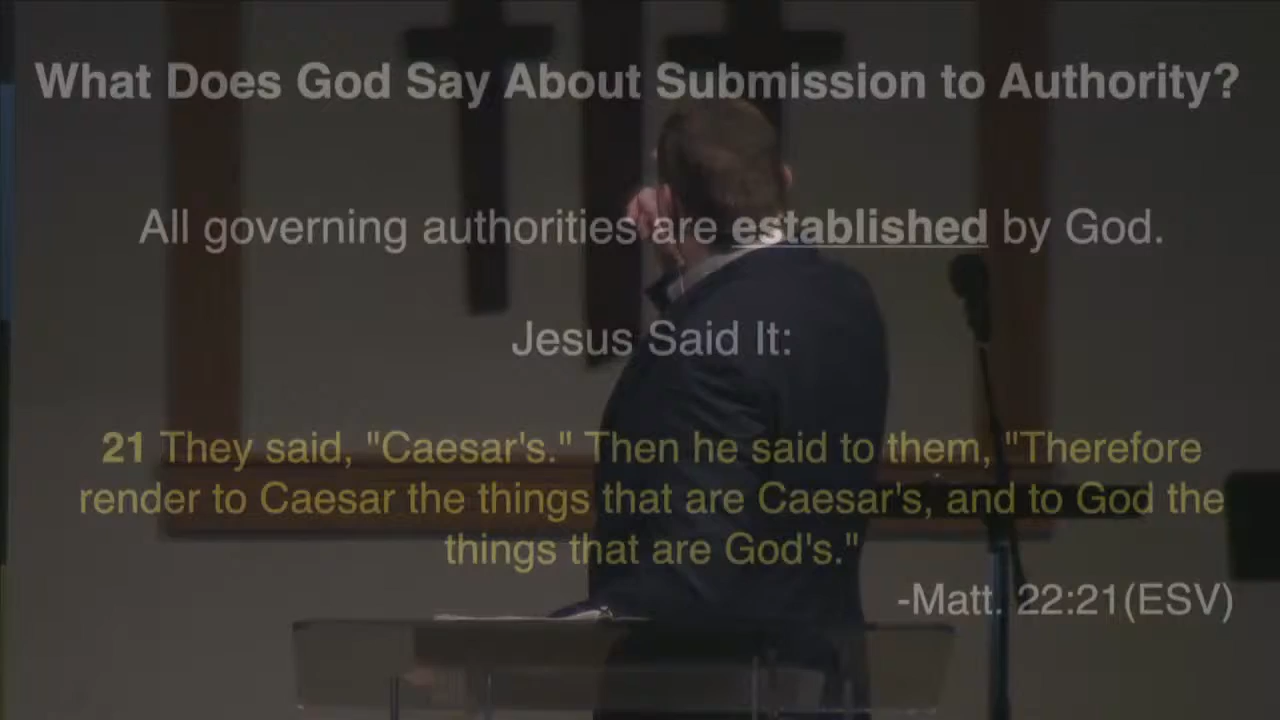 What Does God Say About Submission to Authority?
All governing authorities are established by God.
Jesus Said It:
21 They said, "Caesar's." Then he said to them, "Therefore
render to Caesar the things that are Caesar's, and to God the
things that are God's."
-Matt. 22:21(ESV)